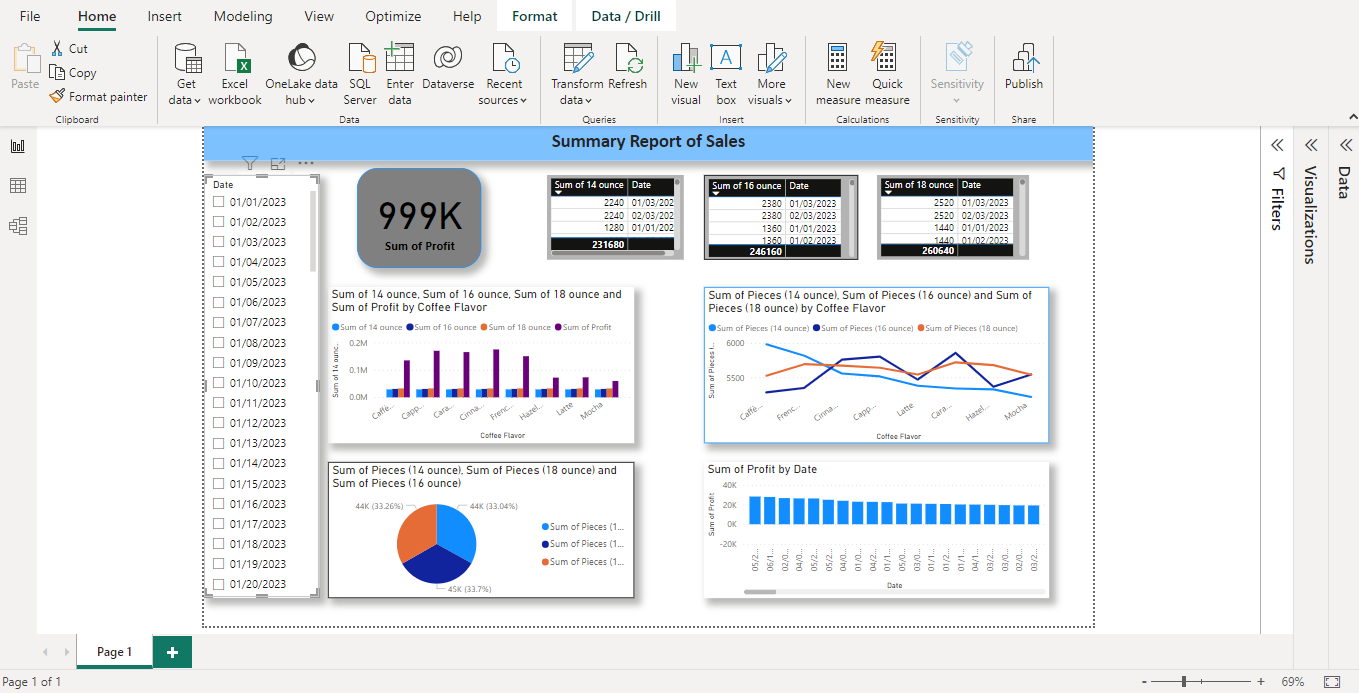 File Home Insert Modeling View Optimize Help Format Data / Drill
Paste
Cut
Copy
Format painter
Clipboard
Get data
Excel workbook
OneLake data hub
SQL Server
Enter data
Dataverse
Recent sources
Data
Transform data
Refresh
Queries
New visual
Text box
More visuals
Insert
New measure
Quick measure
Calculations
Sensitivity
Sensitivity
Publish
Share
Summary Report of Sales
Date
01/01/2023
01/02/2023
01/03/2023
01/04/2023
01/05/2023
01/06/2023
01/07/2023
01/08/2023
01/09/2023
01/10/2023
01/11/2023
01/12/2023
01/13/2023
01/14/2023
01/15/2023
01/16/2023
01/17/2023
01/18/2023
01/19/2023
01/20/2023
999K
Sum of Profit
Sum of 14 ounce Date
2240 01/03/202
2240 02/03/202
1280 01/01/202
231680
Sum of 16 ounce Date
2380 01/03/2023
2380 02/03/2023
1360 01/01/2023
1360 01/02/2023
246160
Sum of 18 ounce Date
2520 01/03/2023
2520 02/03/2023
1440 01/01/2023
1440 01/02/2023
260640
Sum of 14 ounce, Sum of 16 ounce, Sum of 18 ounce and
Sum of Profit by Coffee Flavor
Sum of 14 ounce Sum of 16 ounce Sum of 18 ounce Sum of Profit
Sum of 14 ounc...
0.2M
0.1M
0.0M
Caffè... Capp... Cara... Cinna... Frenc... Hazel... Latte Mocha
Coffee Flavor
Sum of Pieces (14 ounce), Sum of Pieces (16 ounce) and Sum of
Pieces (18 ounce) by Coffee Flavor
Sum of Pieces (14 ounce) Sum of Pieces (16 ounce) Sum of Pieces (18 ounce)
6000
5500
Caffè... Frenc... Cinna... Capp... Latte Cara... Hazel... Mocha
Coffee Flavor
Sum of Pieces (14 ounce), Sum of Pieces (18 ounce) and
Sum of Pieces (16 ounce)
44K (33.26%) 44K (33.04%)
45K (33.7%)
Sum of Pieces (1...
Sum of Pieces (1...
Sum of Pieces (1...
Sum of Profit by Date
Sum of Profit
40K
20K
0K
-20K
05/2... 06/1... 02/0... 04/0... 05/2... 05/2... 04/0... 01/0... 04/2... 01/1... 05/0... 03/0... 01/1... 02/0... 01/0... 04/1... 03/2... 03/0... 02/0... 03/2...
Date
Filters
Visualizations
Data
Page 1
Page 1 of 1
- + 69%